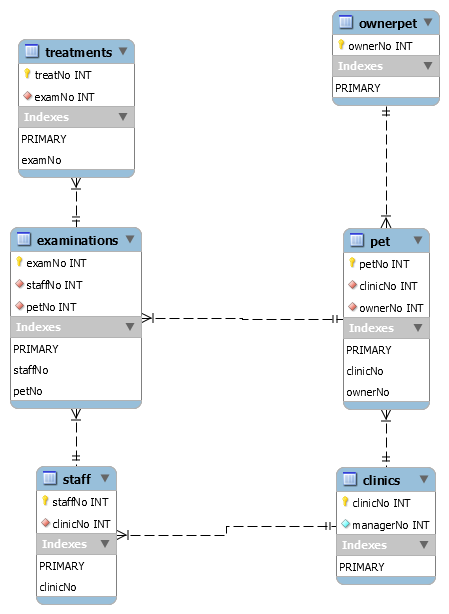 treatments
treatNo INT
examNo INT
Indexes
PRIMARY
examNo
ownerpet
ownerNo INT
Indexes
PRIMARY
examinations
examNo INT
staffNo INT
petNo INT
Indexes
PRIMARY
staffNo
petNo
pet
petNo INT
clinicNo INT
ownerNo INT
Indexes
PRIMARY
clinicNo
ownerNo
staff
staffNo INT
clinicNo INT
Indexes
PRIMARY
clinicNo
clinics
clinicNo INT
managerNo INT
Indexes
PRIMARY